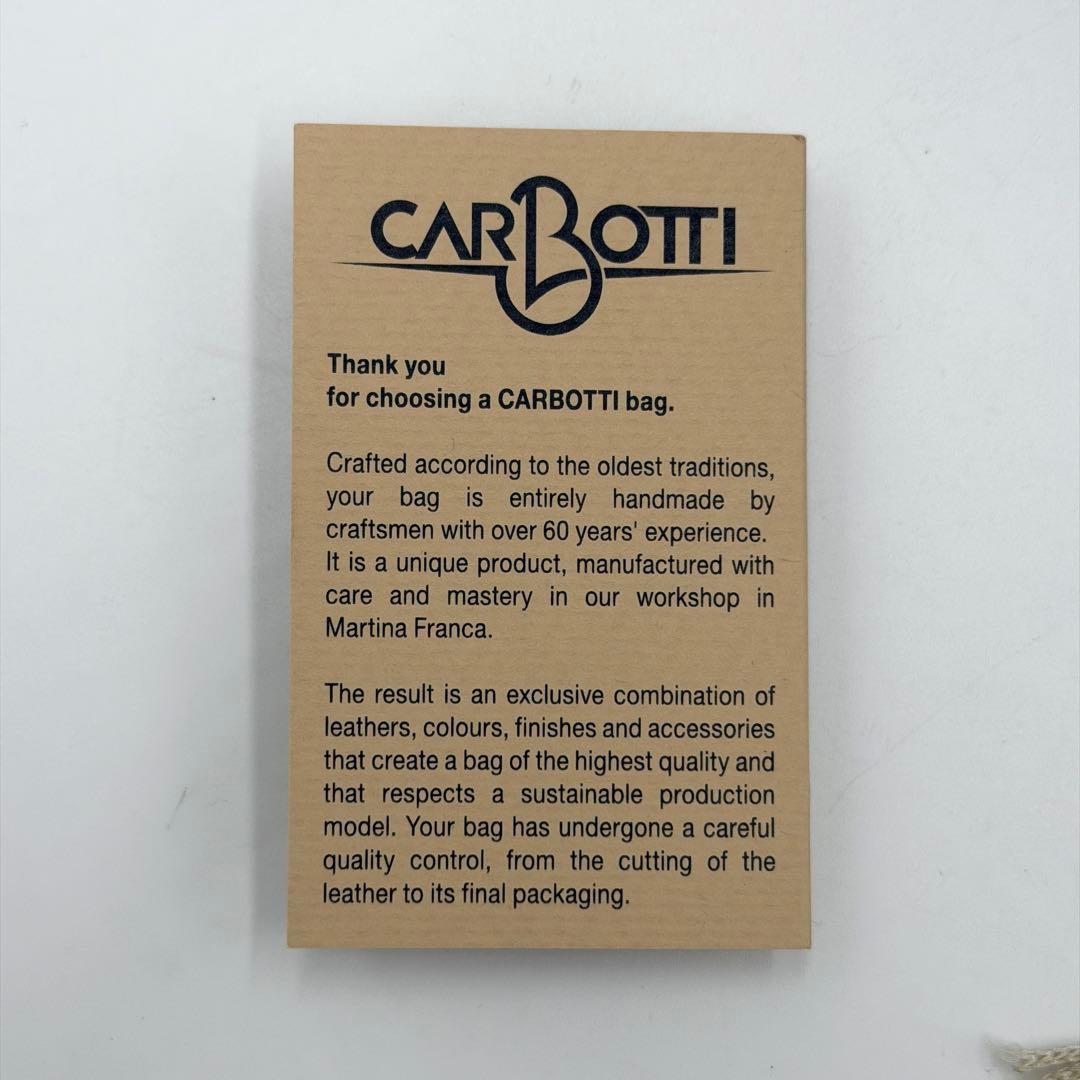 CARBOTTI
Thank you
for choosing a CARBOTTI bag.
Crafted according to the oldest traditions,
your bag is entirely handmade by
craftsmen with over 60 years' experience.
It is a unique product, manufactured with
care and mastery in our workshop in
Martina Franca.
The result is an exclusive combination of
leathers, colours, finishes and accessories
that create a bag of the highest quality and
that respects a sustainable production
model. Your bag has undergone a careful
quality control, from the cutting of the
leather to its final packaging.